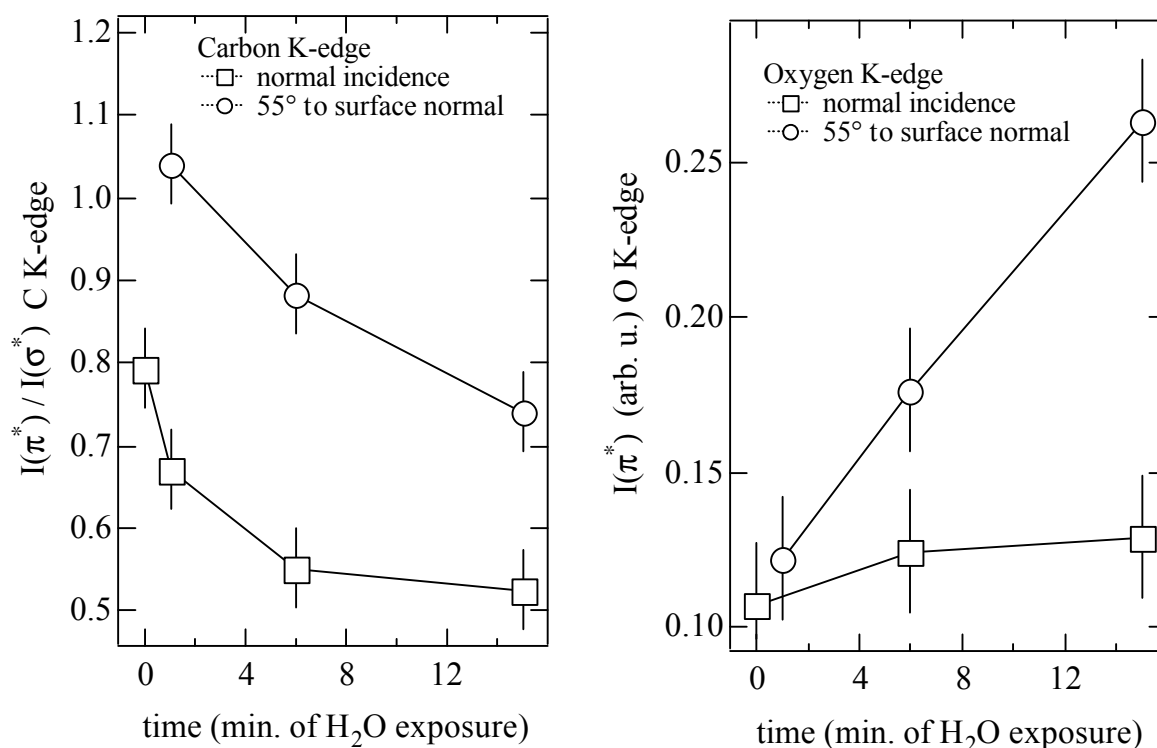 1.2
1.1
1.0
0.9
0.8
0.7
0.6
0.5
I(π*) / I(σ*) C K-edge
Carbon K-edge
normal incidence
55° to surface normal
0
4
8
12
time (min. of H₂O exposure)
0.25
0.20
0.15
0.10
I(π*) (arb. u.) O K-edge
Oxygen K-edge
normal incidence
55° to surface normal
0
4
8
12
time (min. of H₂O exposure)